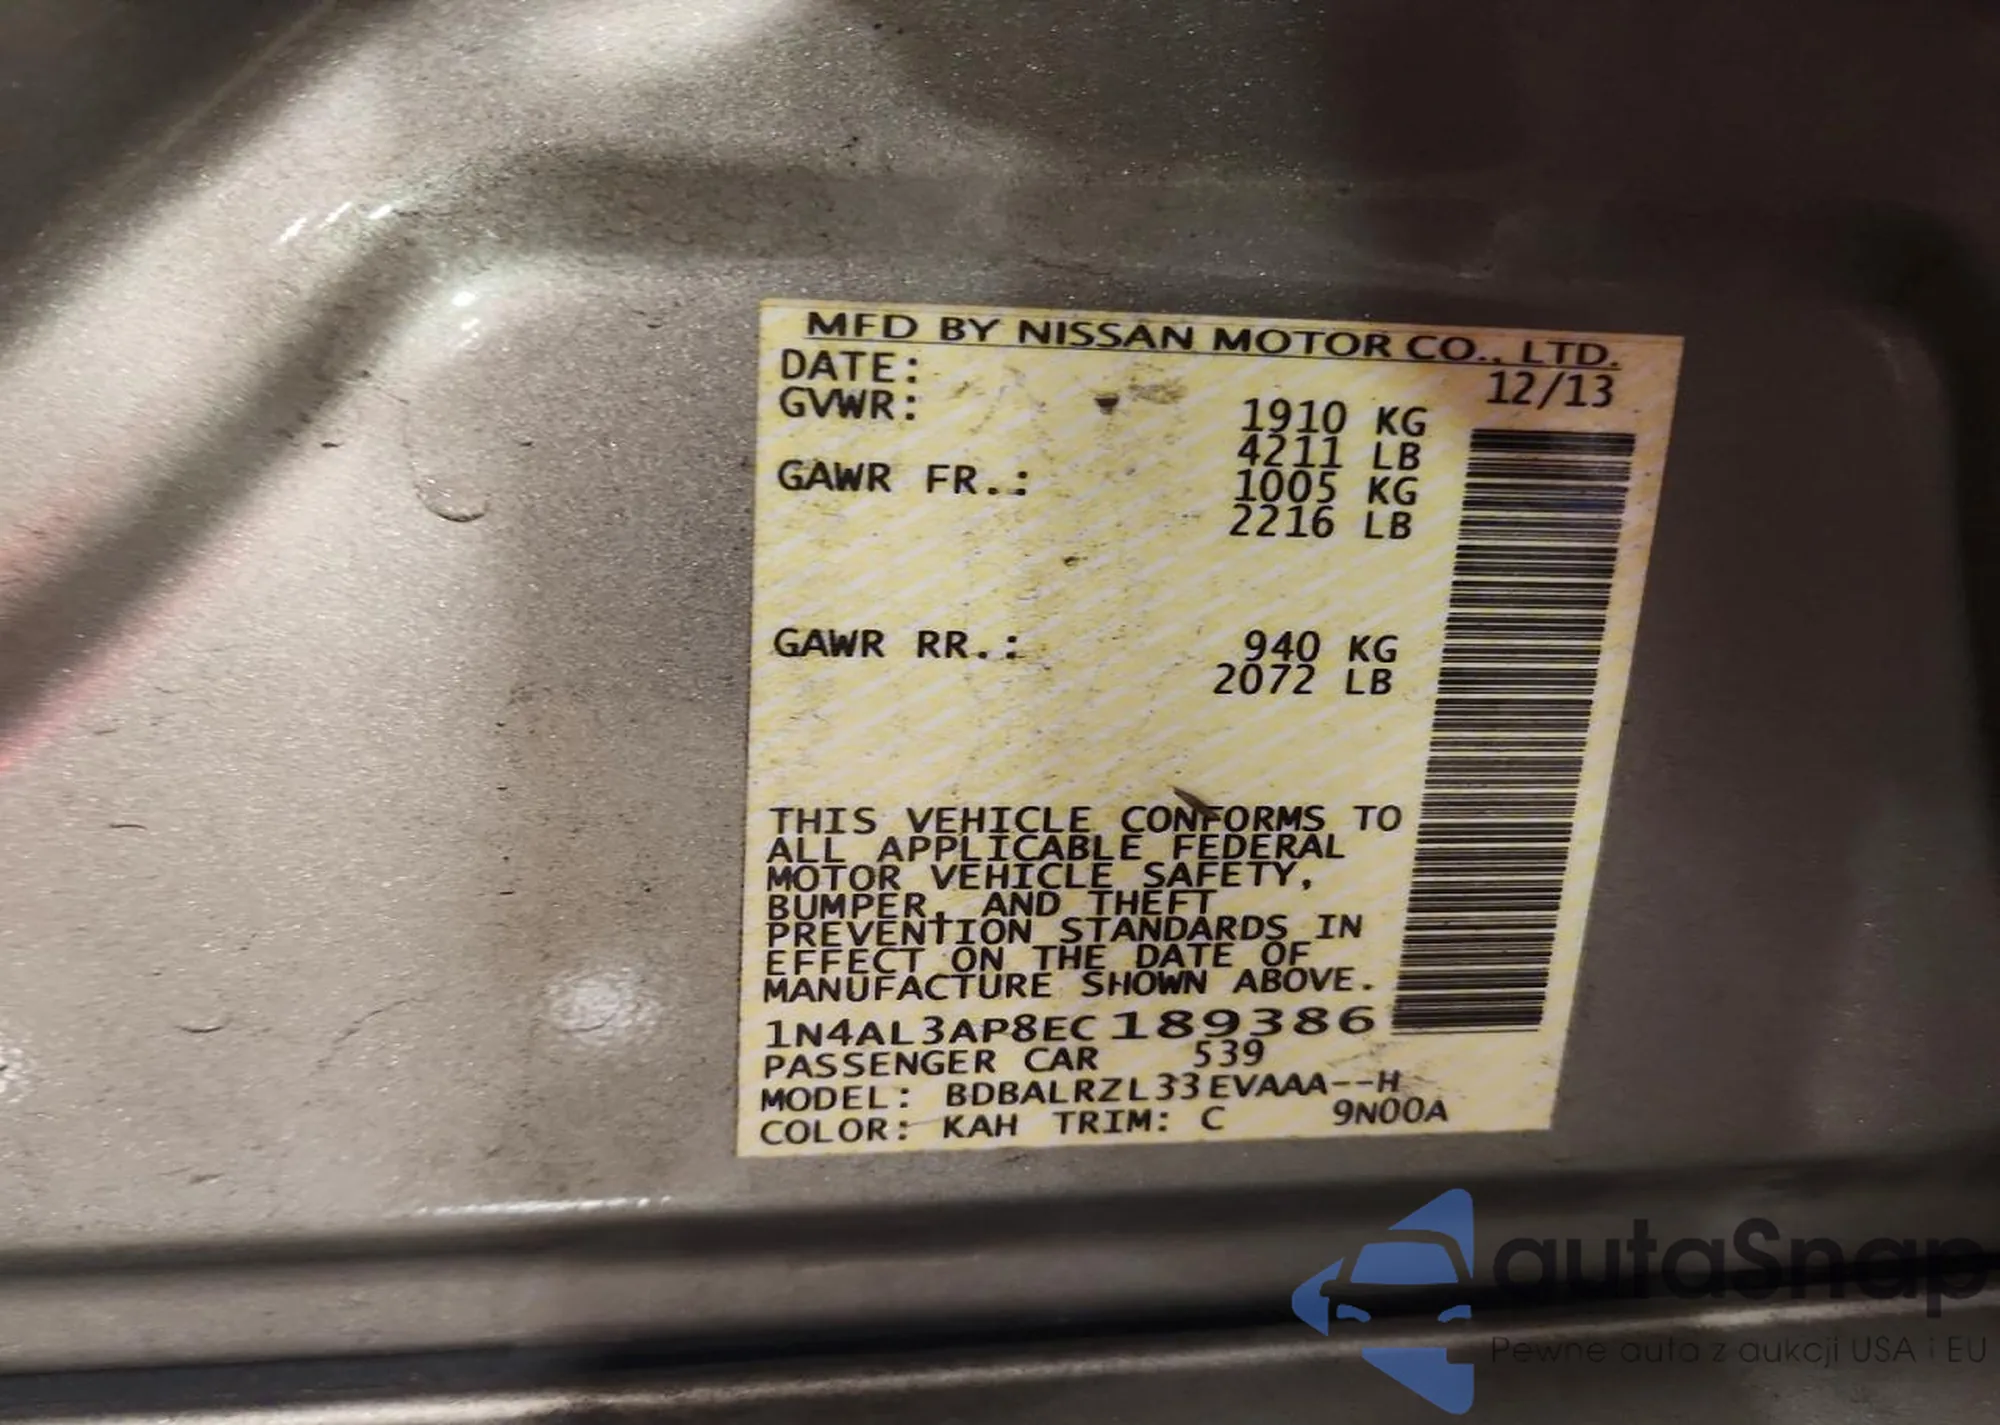 MFD BY NISSAN MOTOR CO., LTD.
DATE: 12/13
GVWR: 1910 KG
4211 LB
GAWR FR.: 1005 KG
2216 LB
GAWR RR.: 940 KG
2072 LB
THIS VEHICLE CONFORMS TO
ALL APPLICABLE FEDERAL
MOTOR VEHICLE SAFETY,
BUMPER, AND THEFT
PREVENTION STANDARDS IN
EFFECT ON THE DATE OF
MANUFACTURE SHOWN ABOVE.
1N4AL3AP8EC189386
PASSENGER CAR 539
MODEL: BDBALRZL33EVAAA--H
COLOR: KAH TRIM: C 9N00A
autaSnap
Pewne auta z aukcji USA i EU